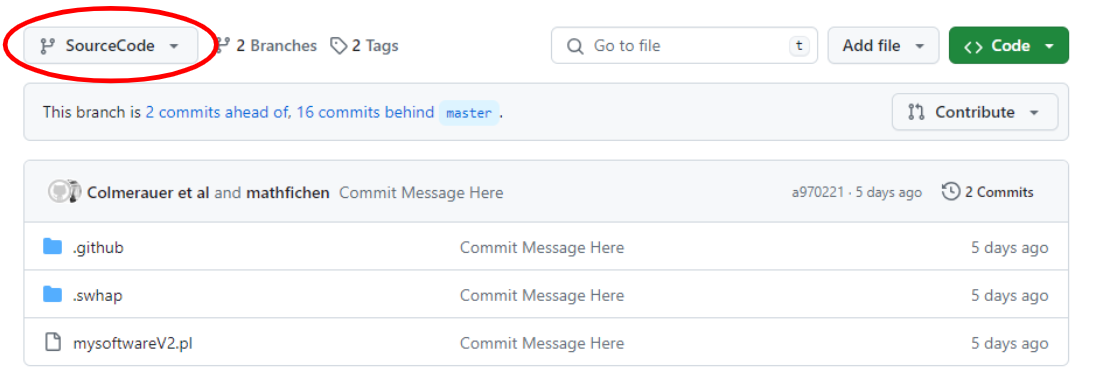 SourceCode 2 Branches 2 Tags Go to file t Add file <> Code
This branch is 2 commits ahead of, 16 commits behind master .
Contribute
Colmerauer et al and mathfichen Commit Message Here a970221 · 5 days ago 2 Commits
.github Commit Message Here 5 days ago
.swhap Commit Message Here 5 days ago
mysoftwareV2.pl Commit Message Here 5 days ago